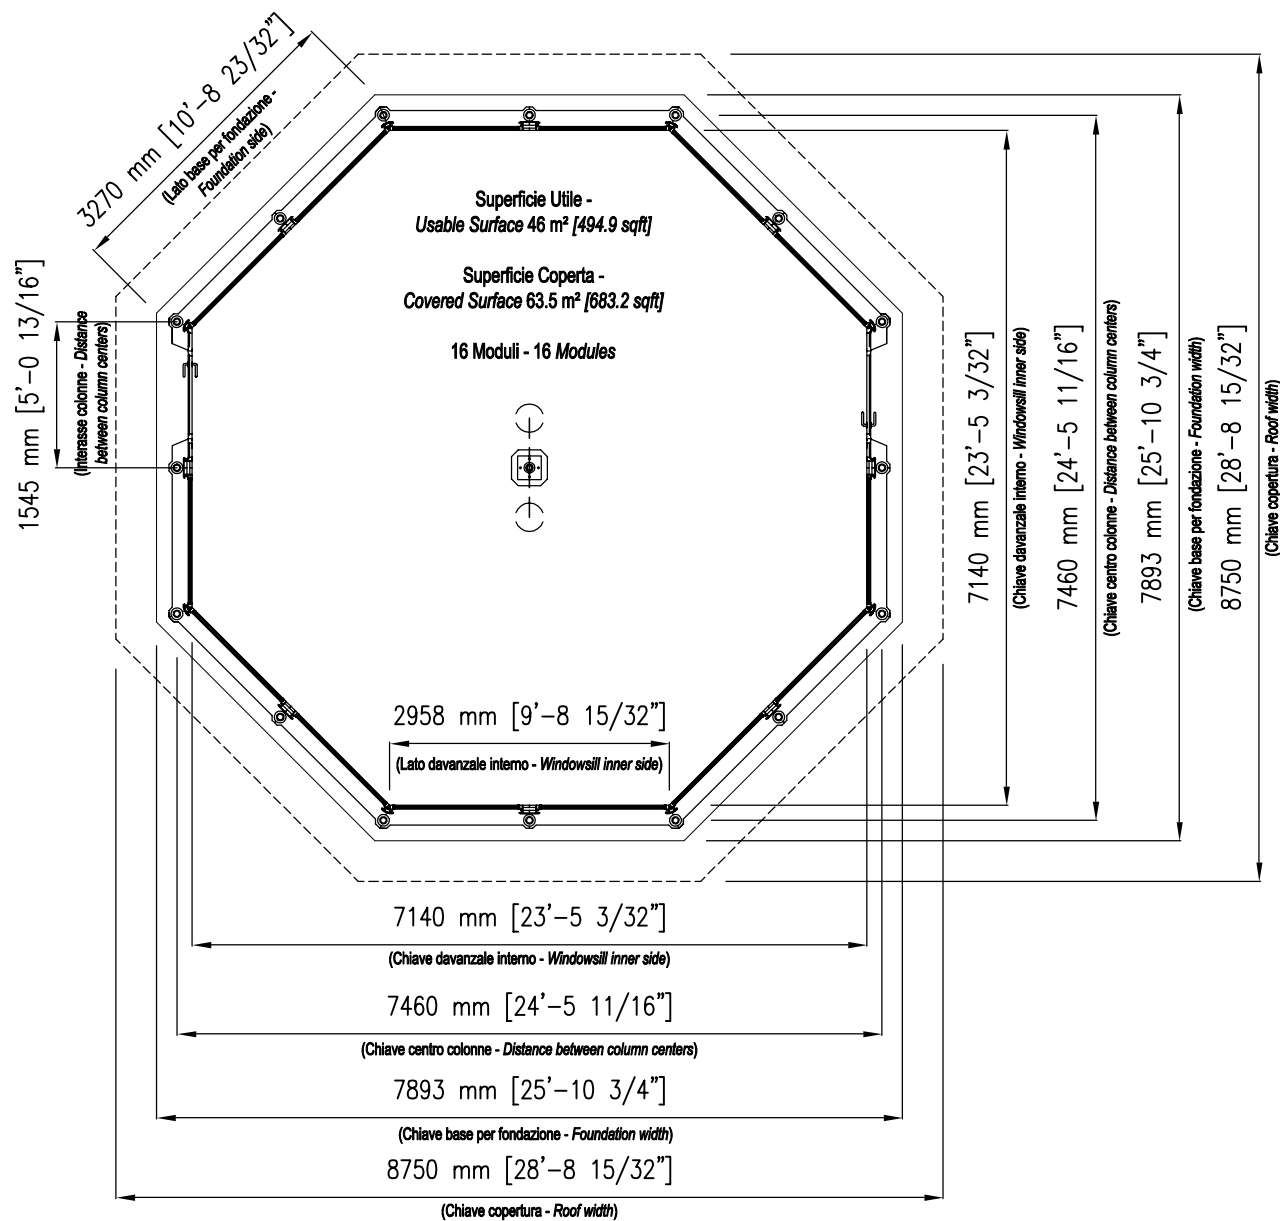 3270 mm [10'-8 23/32"]
(Lato base per fondazione -
Foundation side)
Superficie Utile -
Usable Surface 46 m² [494.9 sqft]
Superficie Coperta -
Covered Surface 63.5 m² [683.2 sqft]
16 Moduli - 16 Modules
1545 mm [5'-0 13/16"]
(Interasse colonne - Distance
between column centers)
7140 mm [23'-5 3/32"]
(Chiave davanzale interno - Windowsill inner side)
7460 mm [24'-5 11/16"]
(Chiave centro colonne - Distance between column centers)
7893 mm [25'-10 3/4"]
(Chiave base per fondazione - Foundation width)
8750 mm [28'-8 15/32"]
(Chiave copertura - Roof width)
2958 mm [9'-8 15/32"]
(Lato davanzale interno - Windowsill inner side)
7140 mm [23'-5 3/32"]
(Chiave davanzale interno - Windowsill inner side)
7460 mm [24'-5 11/16"]
(Chiave centro colonne - Distance between column centers)
7893 mm [25'-10 3/4"]
(Chiave base per fondazione - Foundation width)
8750 mm [28'-8 15/32"]
(Chiave copertura - Roof width)